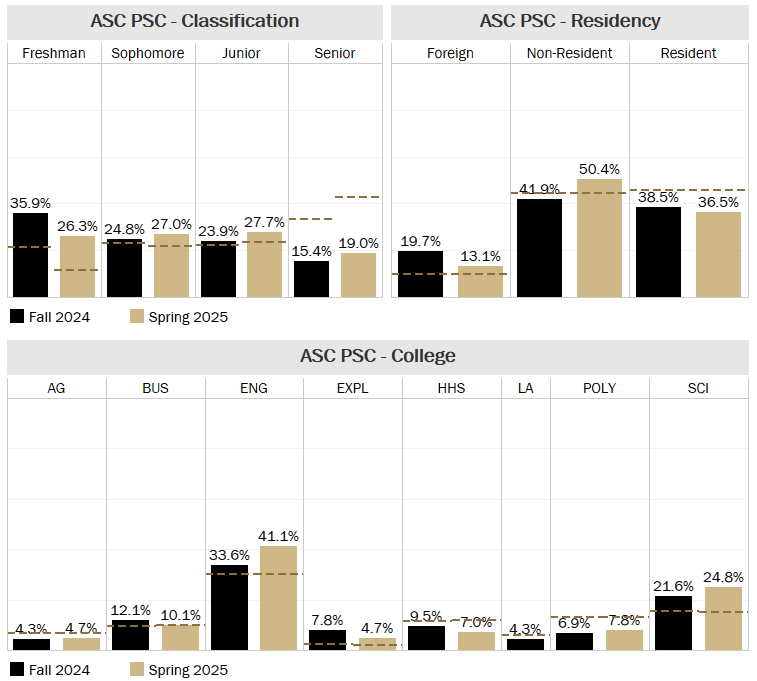 ASC PSC - Classification
Freshman Sophomore Junior Senior
35.9% 26.3% 24.8% 27.0% 23.9% 27.7% 15.4% 19.0%
Fall 2024 Spring 2025
ASC PSC - Residency
Foreign Non-Resident Resident
19.7% 13.1% 41.9% 50.4% 38.5% 36.5%
ASC PSC - College
AG BUS ENG EXPL HHS LA POLY SCI
4.3% 4.7% 12.1% 10.1% 33.6% 41.1% 7.8% 4.7% 9.5% 7.0% 4.3% 6.9% 7.8% 21.6% 24.8%
Fall 2024 Spring 2025